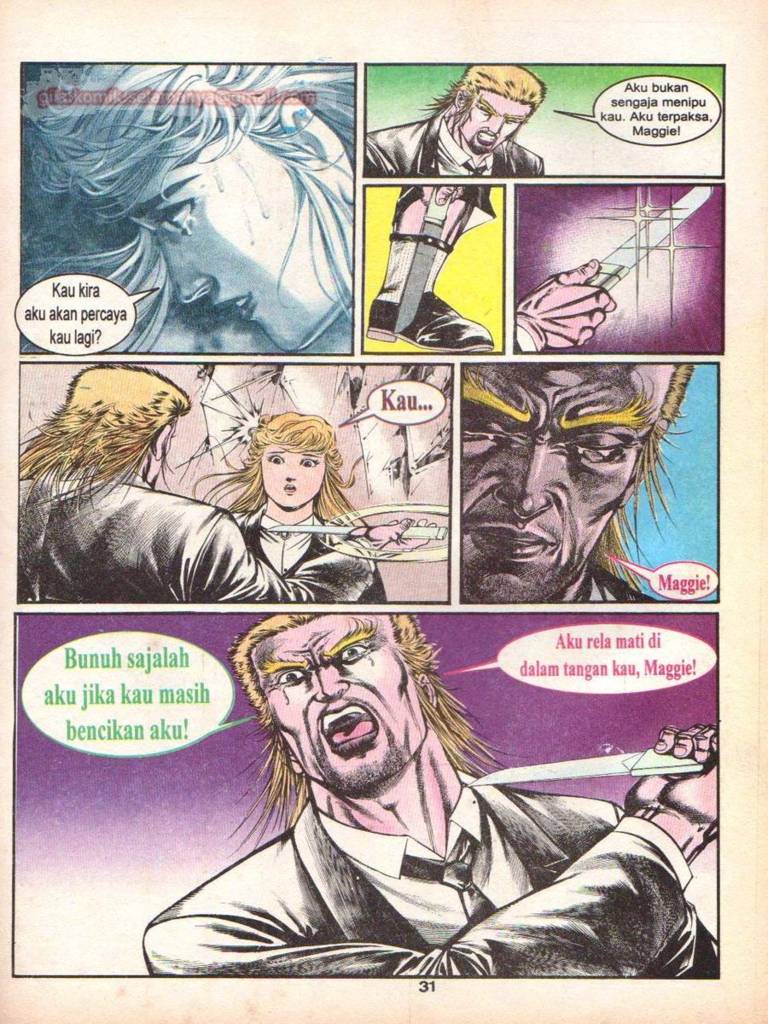 Kau kira
aku akan percaya
kau lagi?
Aku bukan
sengaja menipu
kau. Aku terpaksa,
Maggie!
Kau...
Maggie!
Bunuh sajalah
aku jika kau masih
bencikan aku!
Aku rela mati di
dalam tangan kau, Maggie!
31